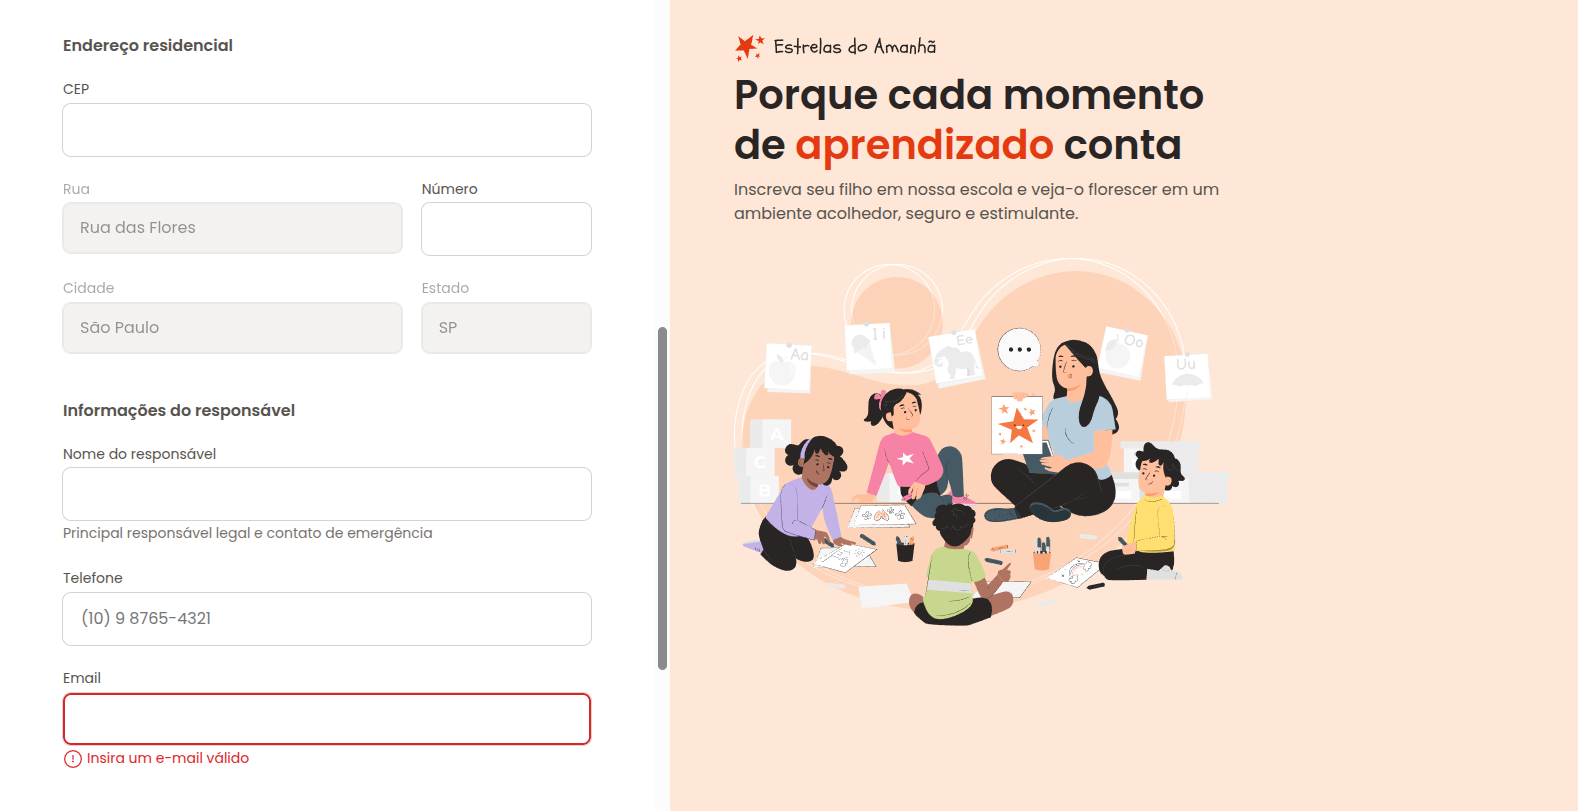 Endereço residencial
CEP
Rua
Número
Rua das Flores
Cidade
Estado
São Paulo
SP
Informações do responsável
Nome do responsável
Principal responsável legal e contato de emergência
Telefone
(10) 9 8765-4321
Email
Insira um e-mail válido
Estrelas do Amanhã
Porque cada momento
de aprendizado conta
Inscreva seu filho em nossa escola e veja-o florescer em um
ambiente acolhedor, seguro e estimulante.
Aa
I i
Ee
Oo
Uu
A
C
B